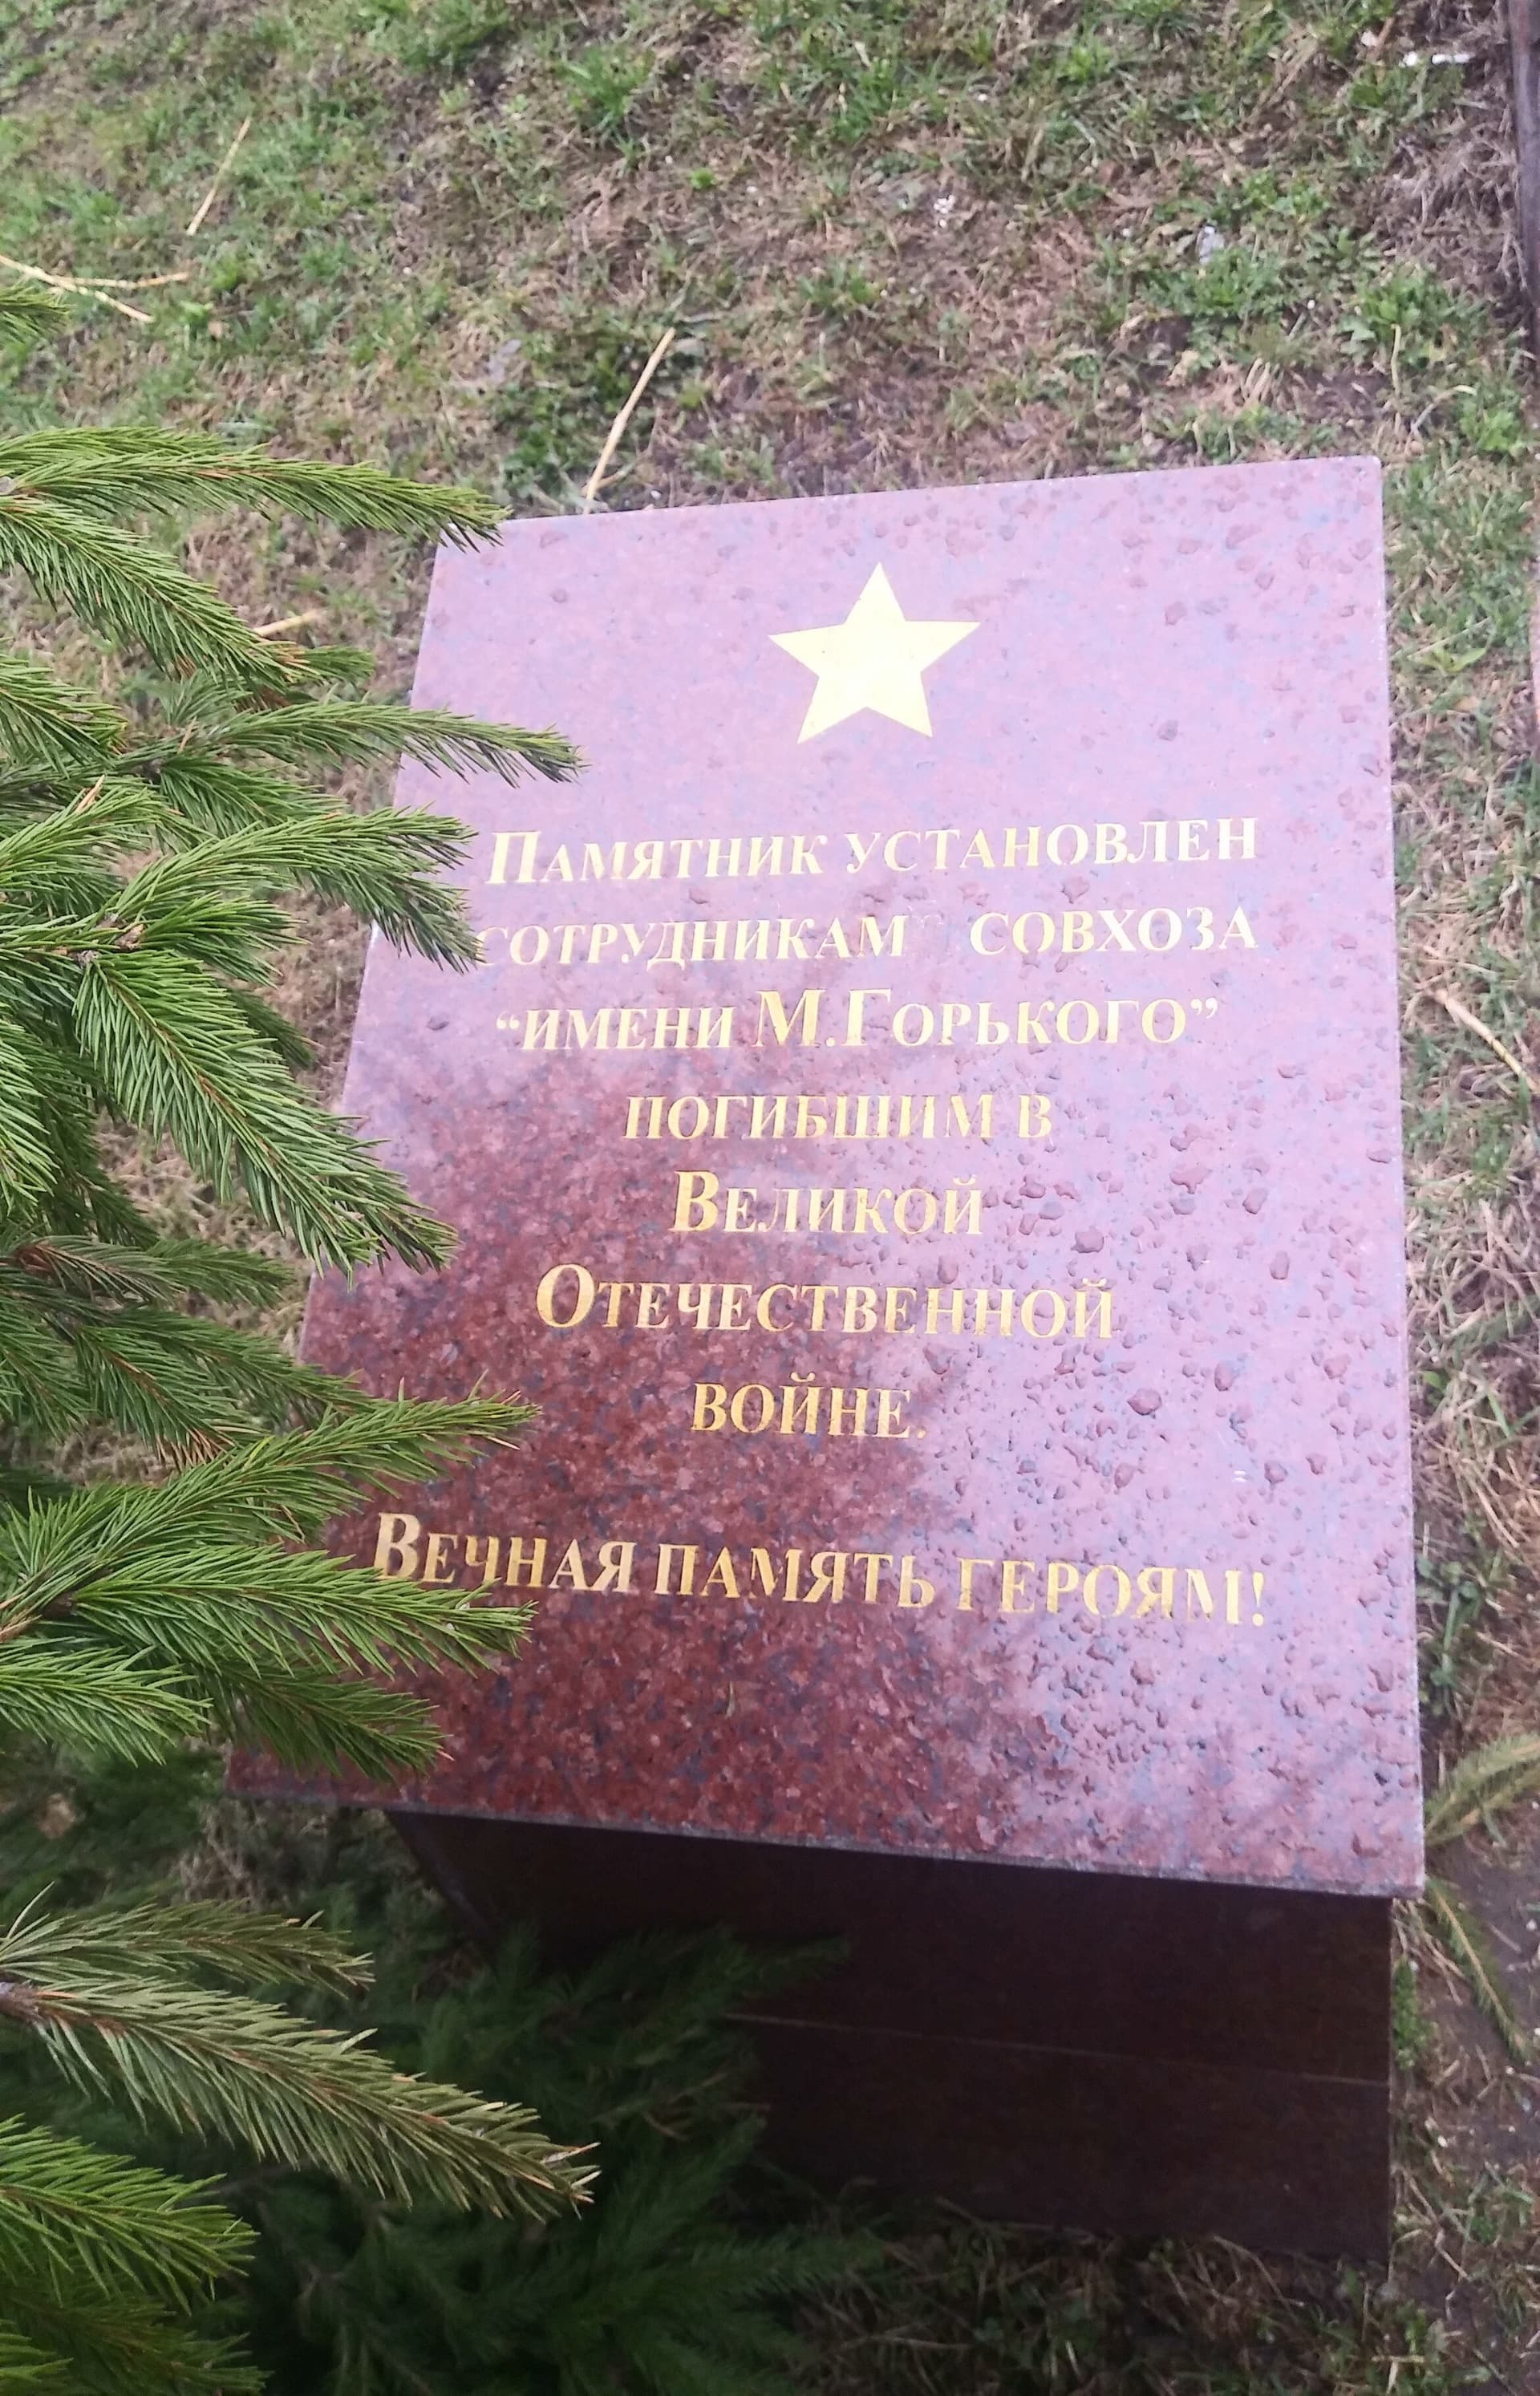 Памятник установлен
сотрудникам совхоза
“имени М.Горького”
погибшим в
Великой
Отечественной
войне.
Вечная память героям!